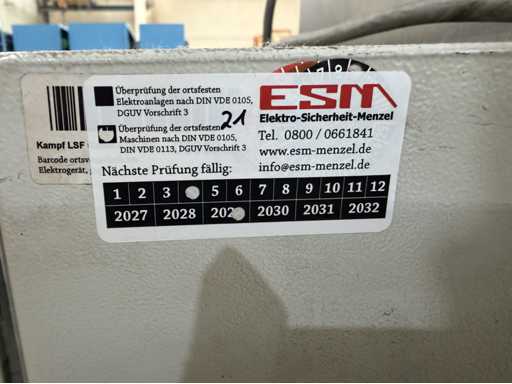 Überprüfung der ortsfesten
Elektroanlagen nach DIN VDE 0105,
DGUV Vorschrift 3
Überprüfung der ortsfesten
Maschinen nach DIN VDE 0105,
DIN VDE 0113, DGUV Vorschrift 3
21
ESM
Elektro-Sicherheit-Menzel
Tel. 0800 / 0661841
www.esm-menzel.de
info@esm-menzel.de
Nächste Prüfung fällig:
1 2 3 5 6 7 8 9 10 11 12
2027 2028 202 2030 2031 2032
Kampf LSF
Barcode
Elektrogerät,